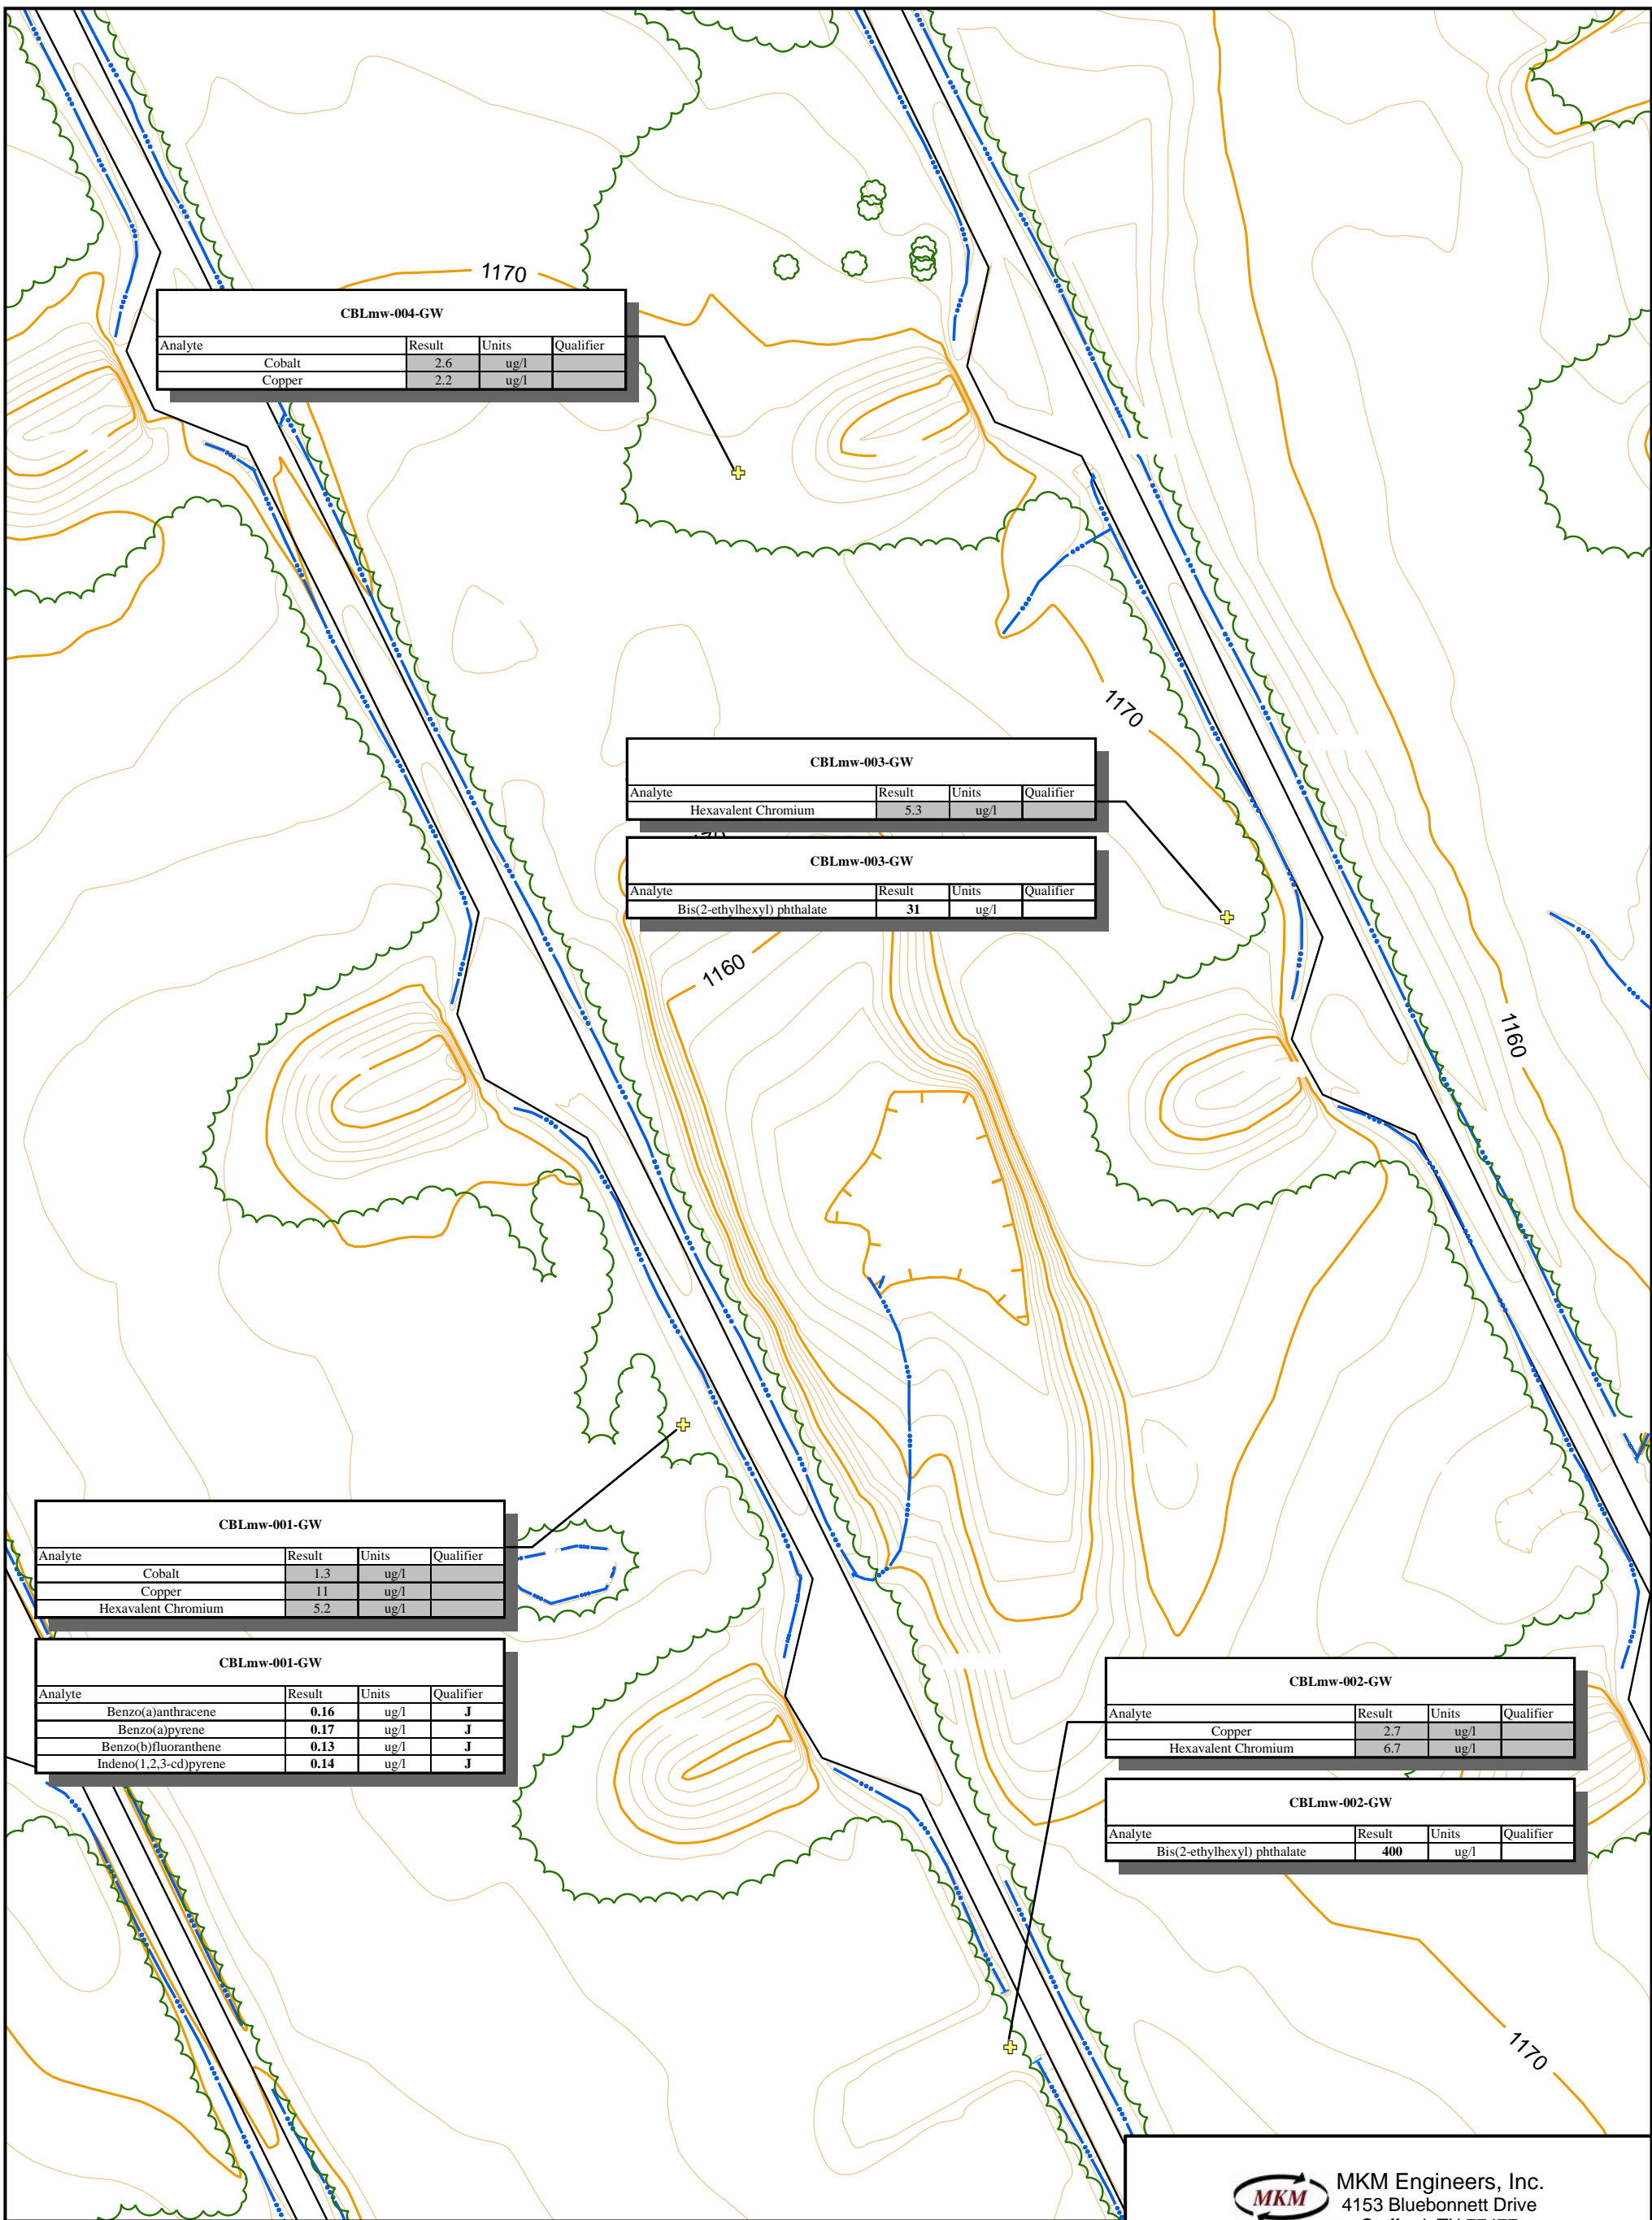 1170
CBLmw-004-GW
Analyte Result Units Qualifier
Cobalt 2.6 ug/l
Copper 2.2 ug/l
1170
CBLmw-003-GW
Analyte Result Units Qualifier
Hexavalent Chromium 5.3 ug/l
CBLmw-003-GW
Analyte Result Units Qualifier
Bis(2-ethylhexyl) phthalate 31 ug/l
1160
1160
CBLmw-001-GW
Analyte Result Units Qualifier
Cobalt 1.3 ug/l
Copper 11 ug/l
Hexavalent Chromium 5.2 ug/l
CBLmw-001-GW
Analyte Result Units Qualifier
Benzo(a)anthracene 0.16 ug/l J
Benzo(a)pyrene 0.17 ug/l J
Benzo(b)fluoranthene 0.13 ug/l J
Indeno(1,2,3-cd)pyrene 0.14 ug/l J
CBLmw-002-GW
Analyte Result Units Qualifier
Copper 2.7 ug/l
Hexavalent Chromium 6.7 ug/l
CBLmw-002-GW
Analyte Result Units Qualifier
Bis(2-ethylhexyl) phthalate 400 ug/l
1170
MKM
MKM Engineers, Inc.
4153 Bluebonnett Drive